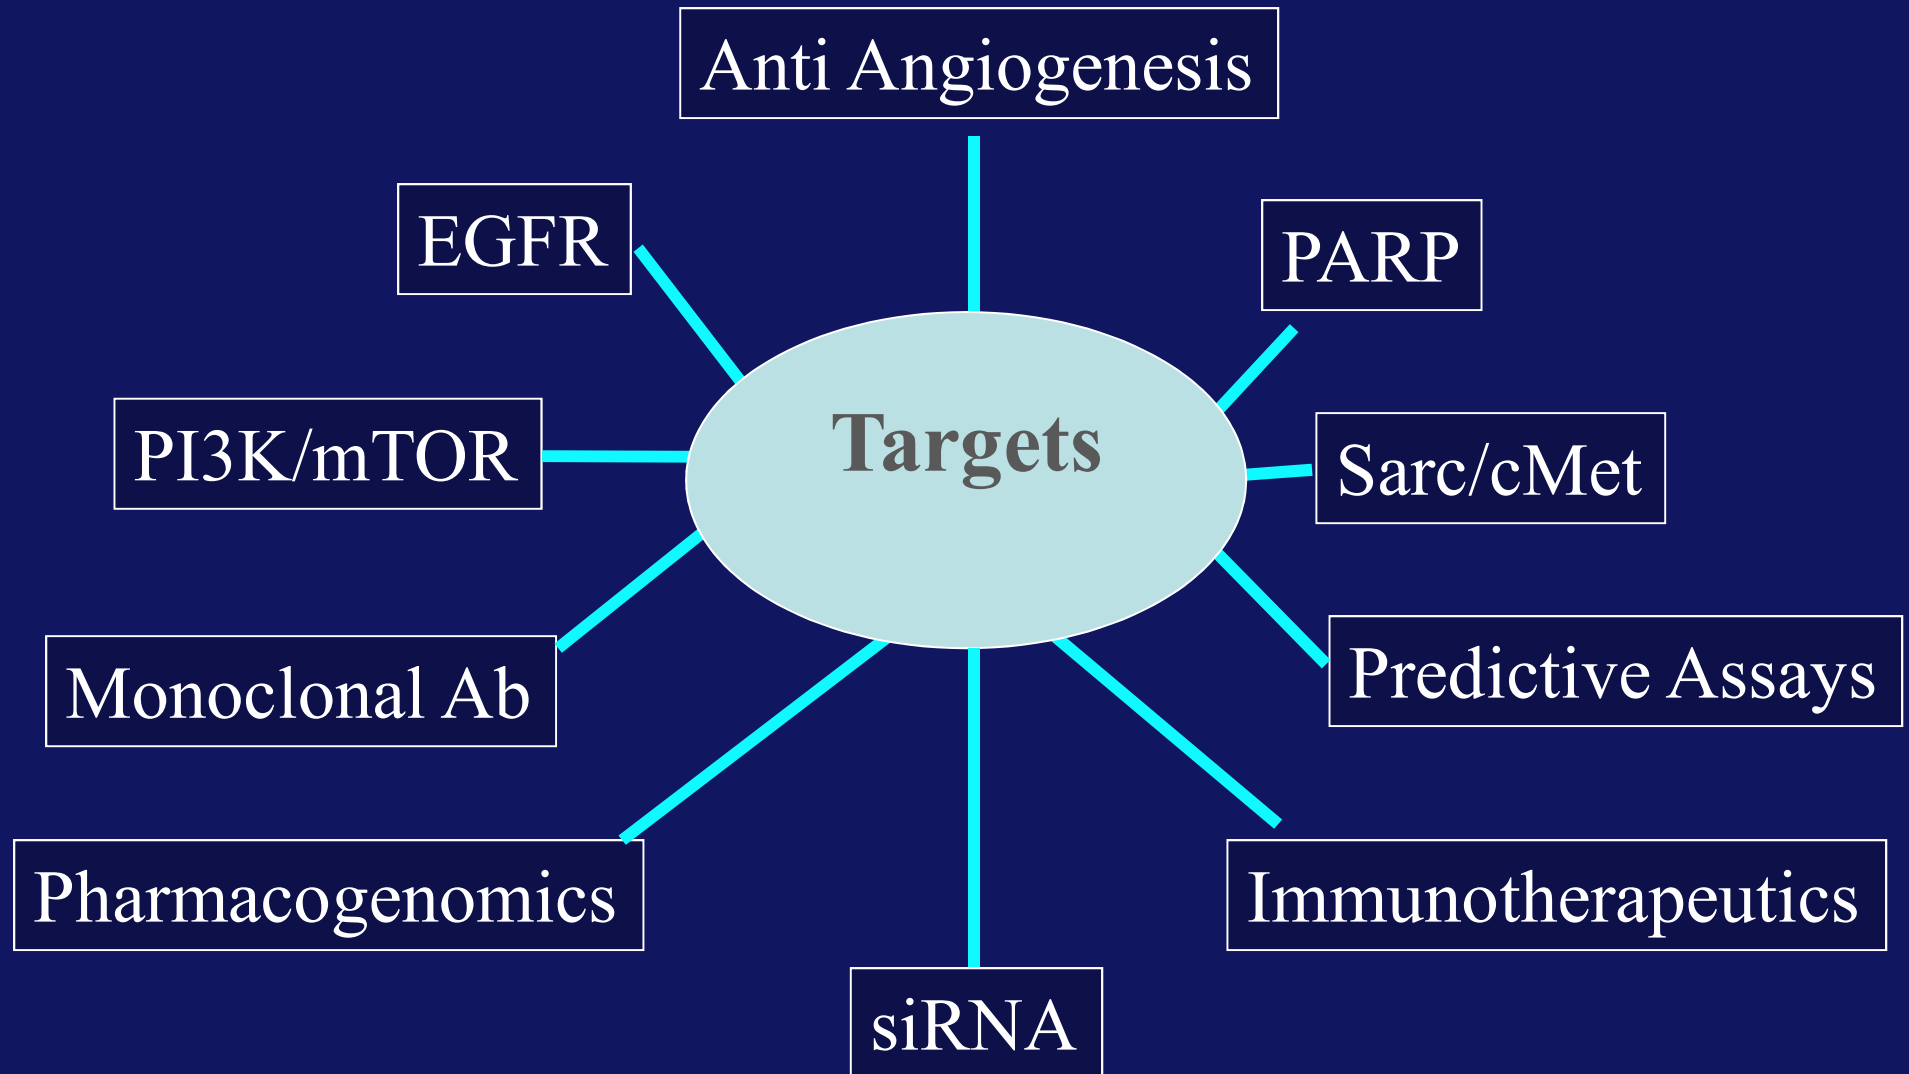 Anti Angiogenesis
EGFR
PARP
Targets
PI3K/mTOR
Sarc/cMet
Monoclonal Ab
Predictive Assays
Pharmacogenomics
Immunotherapeutics
siRNA